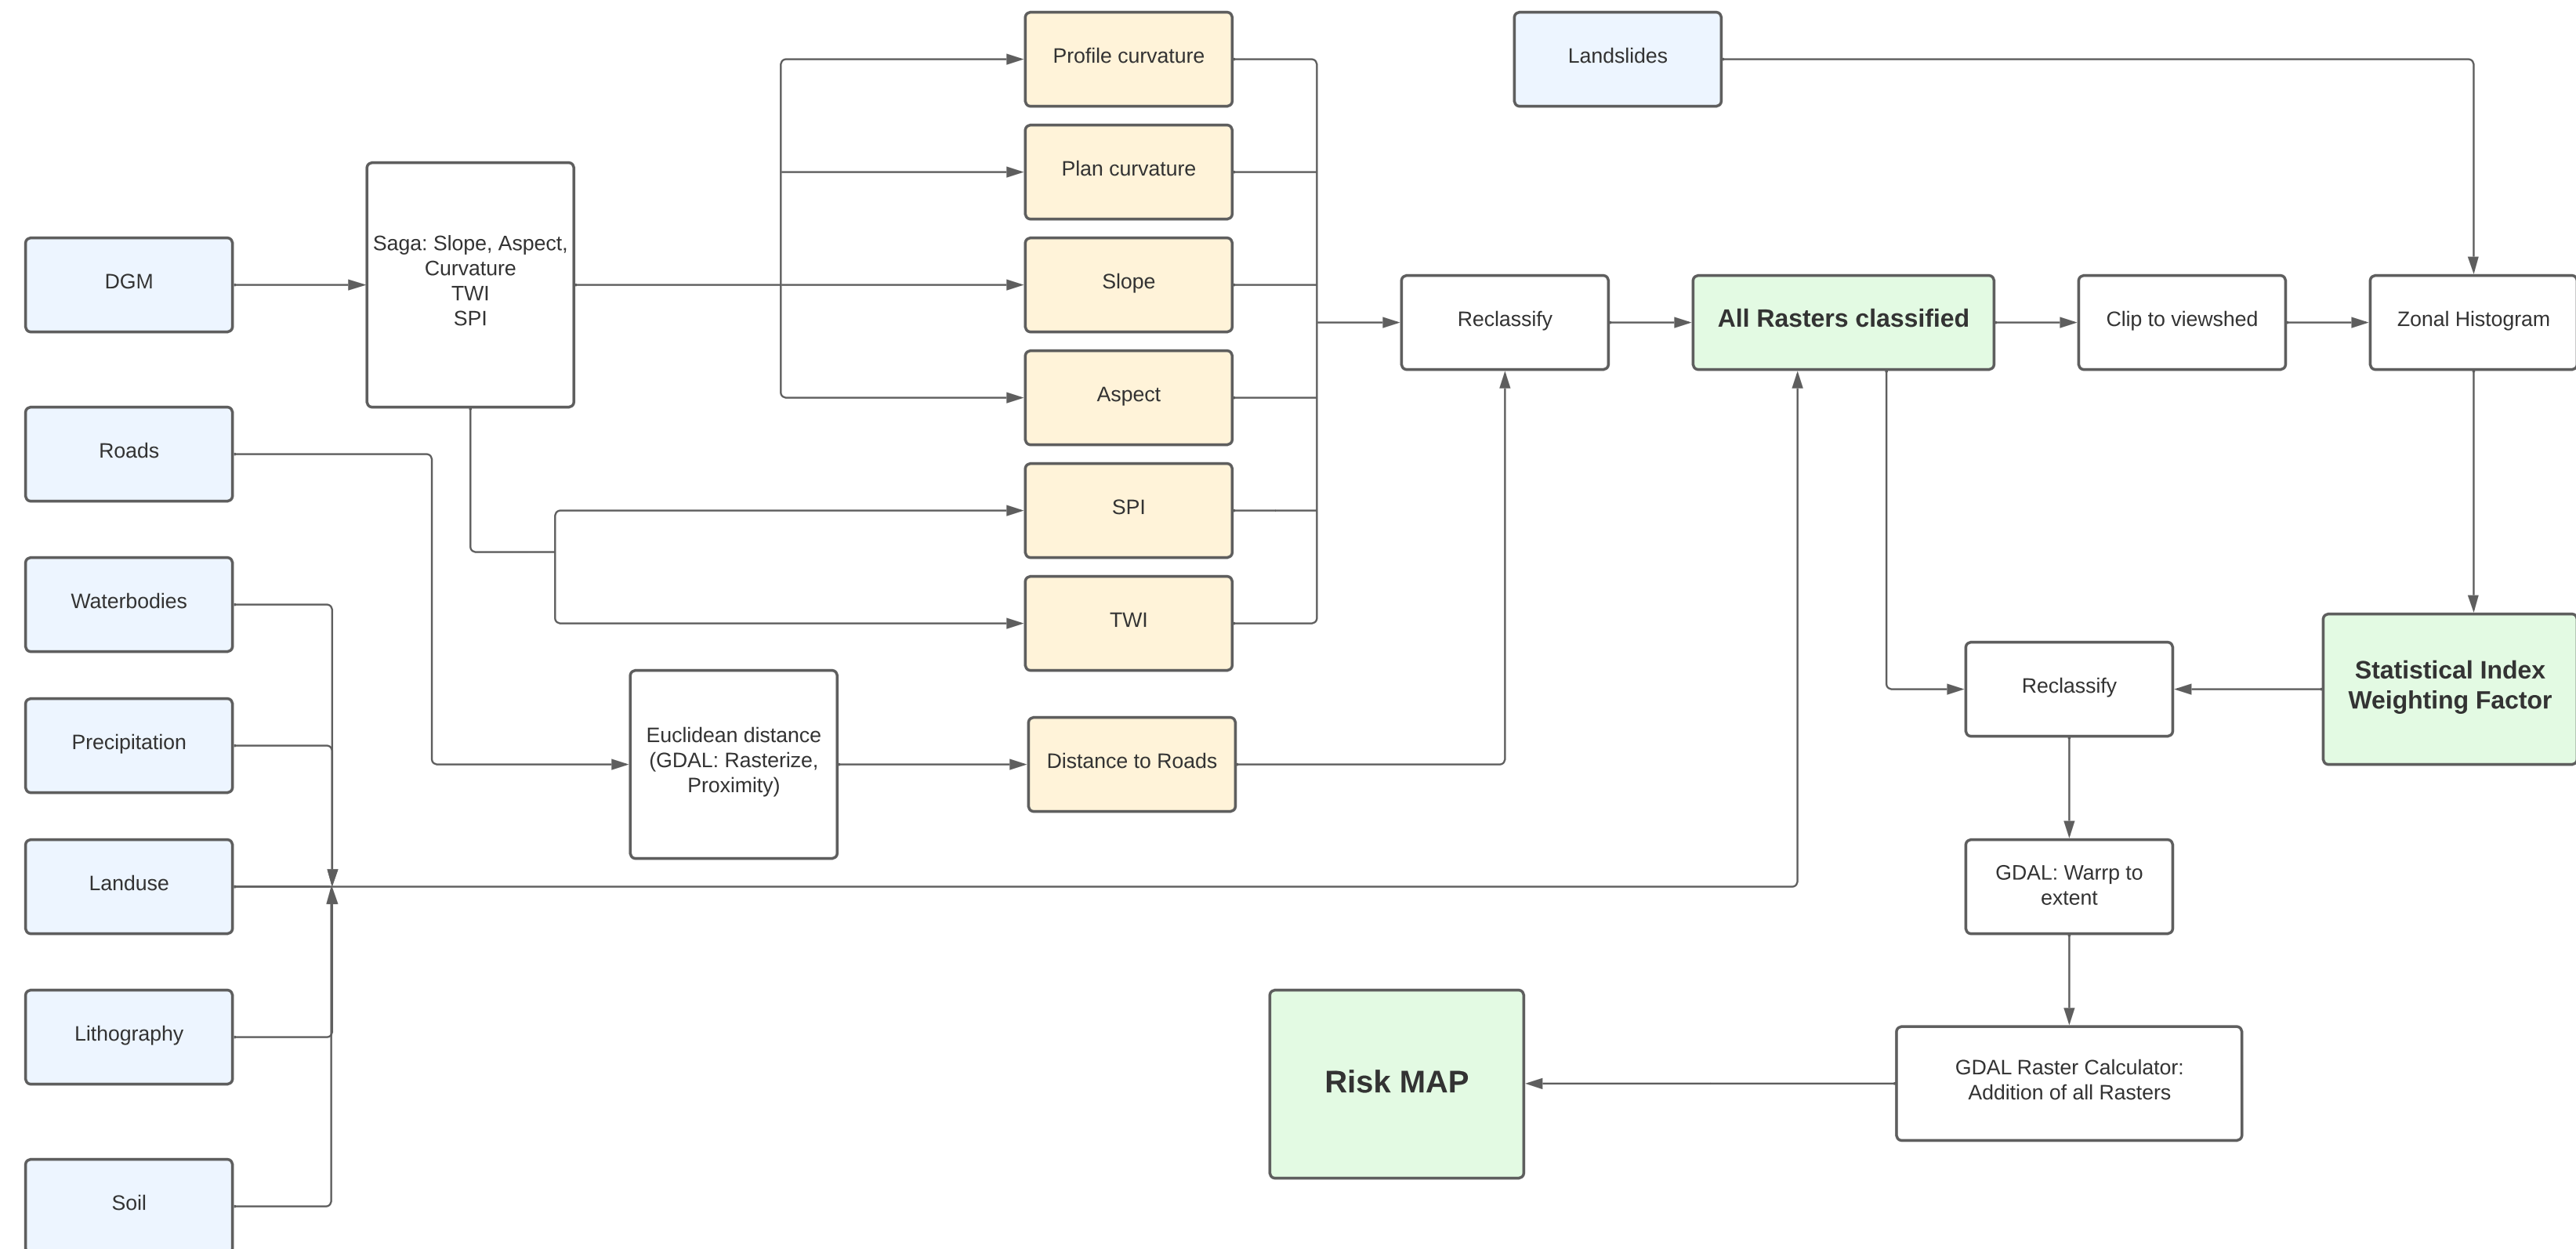 Profile curvature
Landslides
Plan curvature
DGM
Saga: Slope, Aspect,
Curvature
TWI
SPI
Slope
Reclassify
All Rasters classified
Clip to viewshed
Zonal Histogram
Aspect
Roads
SPI
Waterbodies
TWI
Reclassify
Statistical Index
Weighting Factor
Precipitation
Euclidean distance
(GDAL: Rasterize,
Proximity)
Distance to Roads
Landuse
GDAL: Warrp to
extent
Lithography
Risk MAP
GDAL Raster Calculator:
Addition of all Rasters
Soil